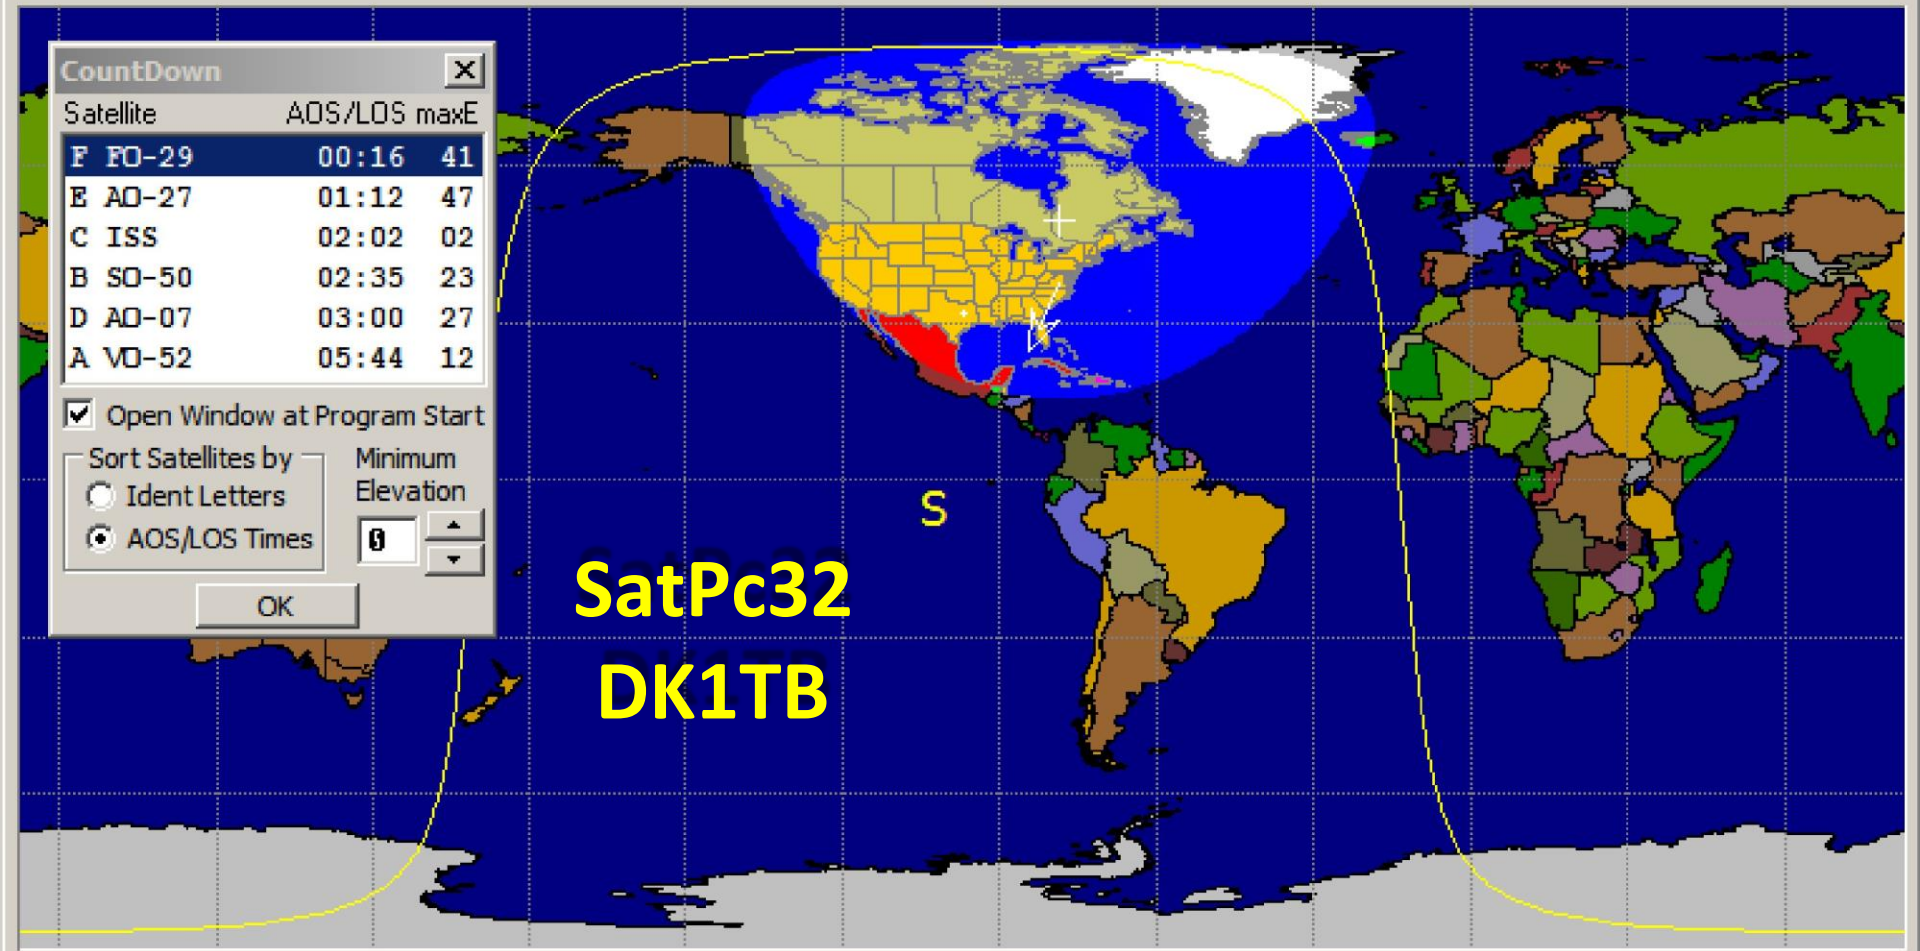 CountDown
Satellite AOS/LOS maxE
F FO-29 00:16 41
E AO-27 01:12 47
C ISS 02:02 02
B SO-50 02:35 23
D AO-07 03:00 27
A VO-52 05:44 12
Open Window at Program Start
Sort Satellites by
Ident Letters
AOS/LOS Times
Minimum
Elevation
0
OK
S
SatPc32
DK1TB